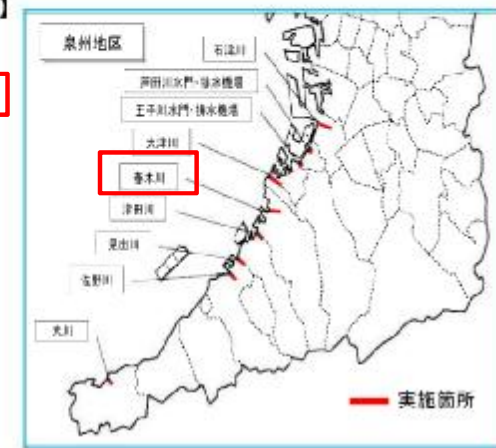 】
泉州地区
石津川
芦田川水門・排水機場
王子川水門・排水機場
大津川
春木川
津田川
見出川
佐野川
大川
実施箇所